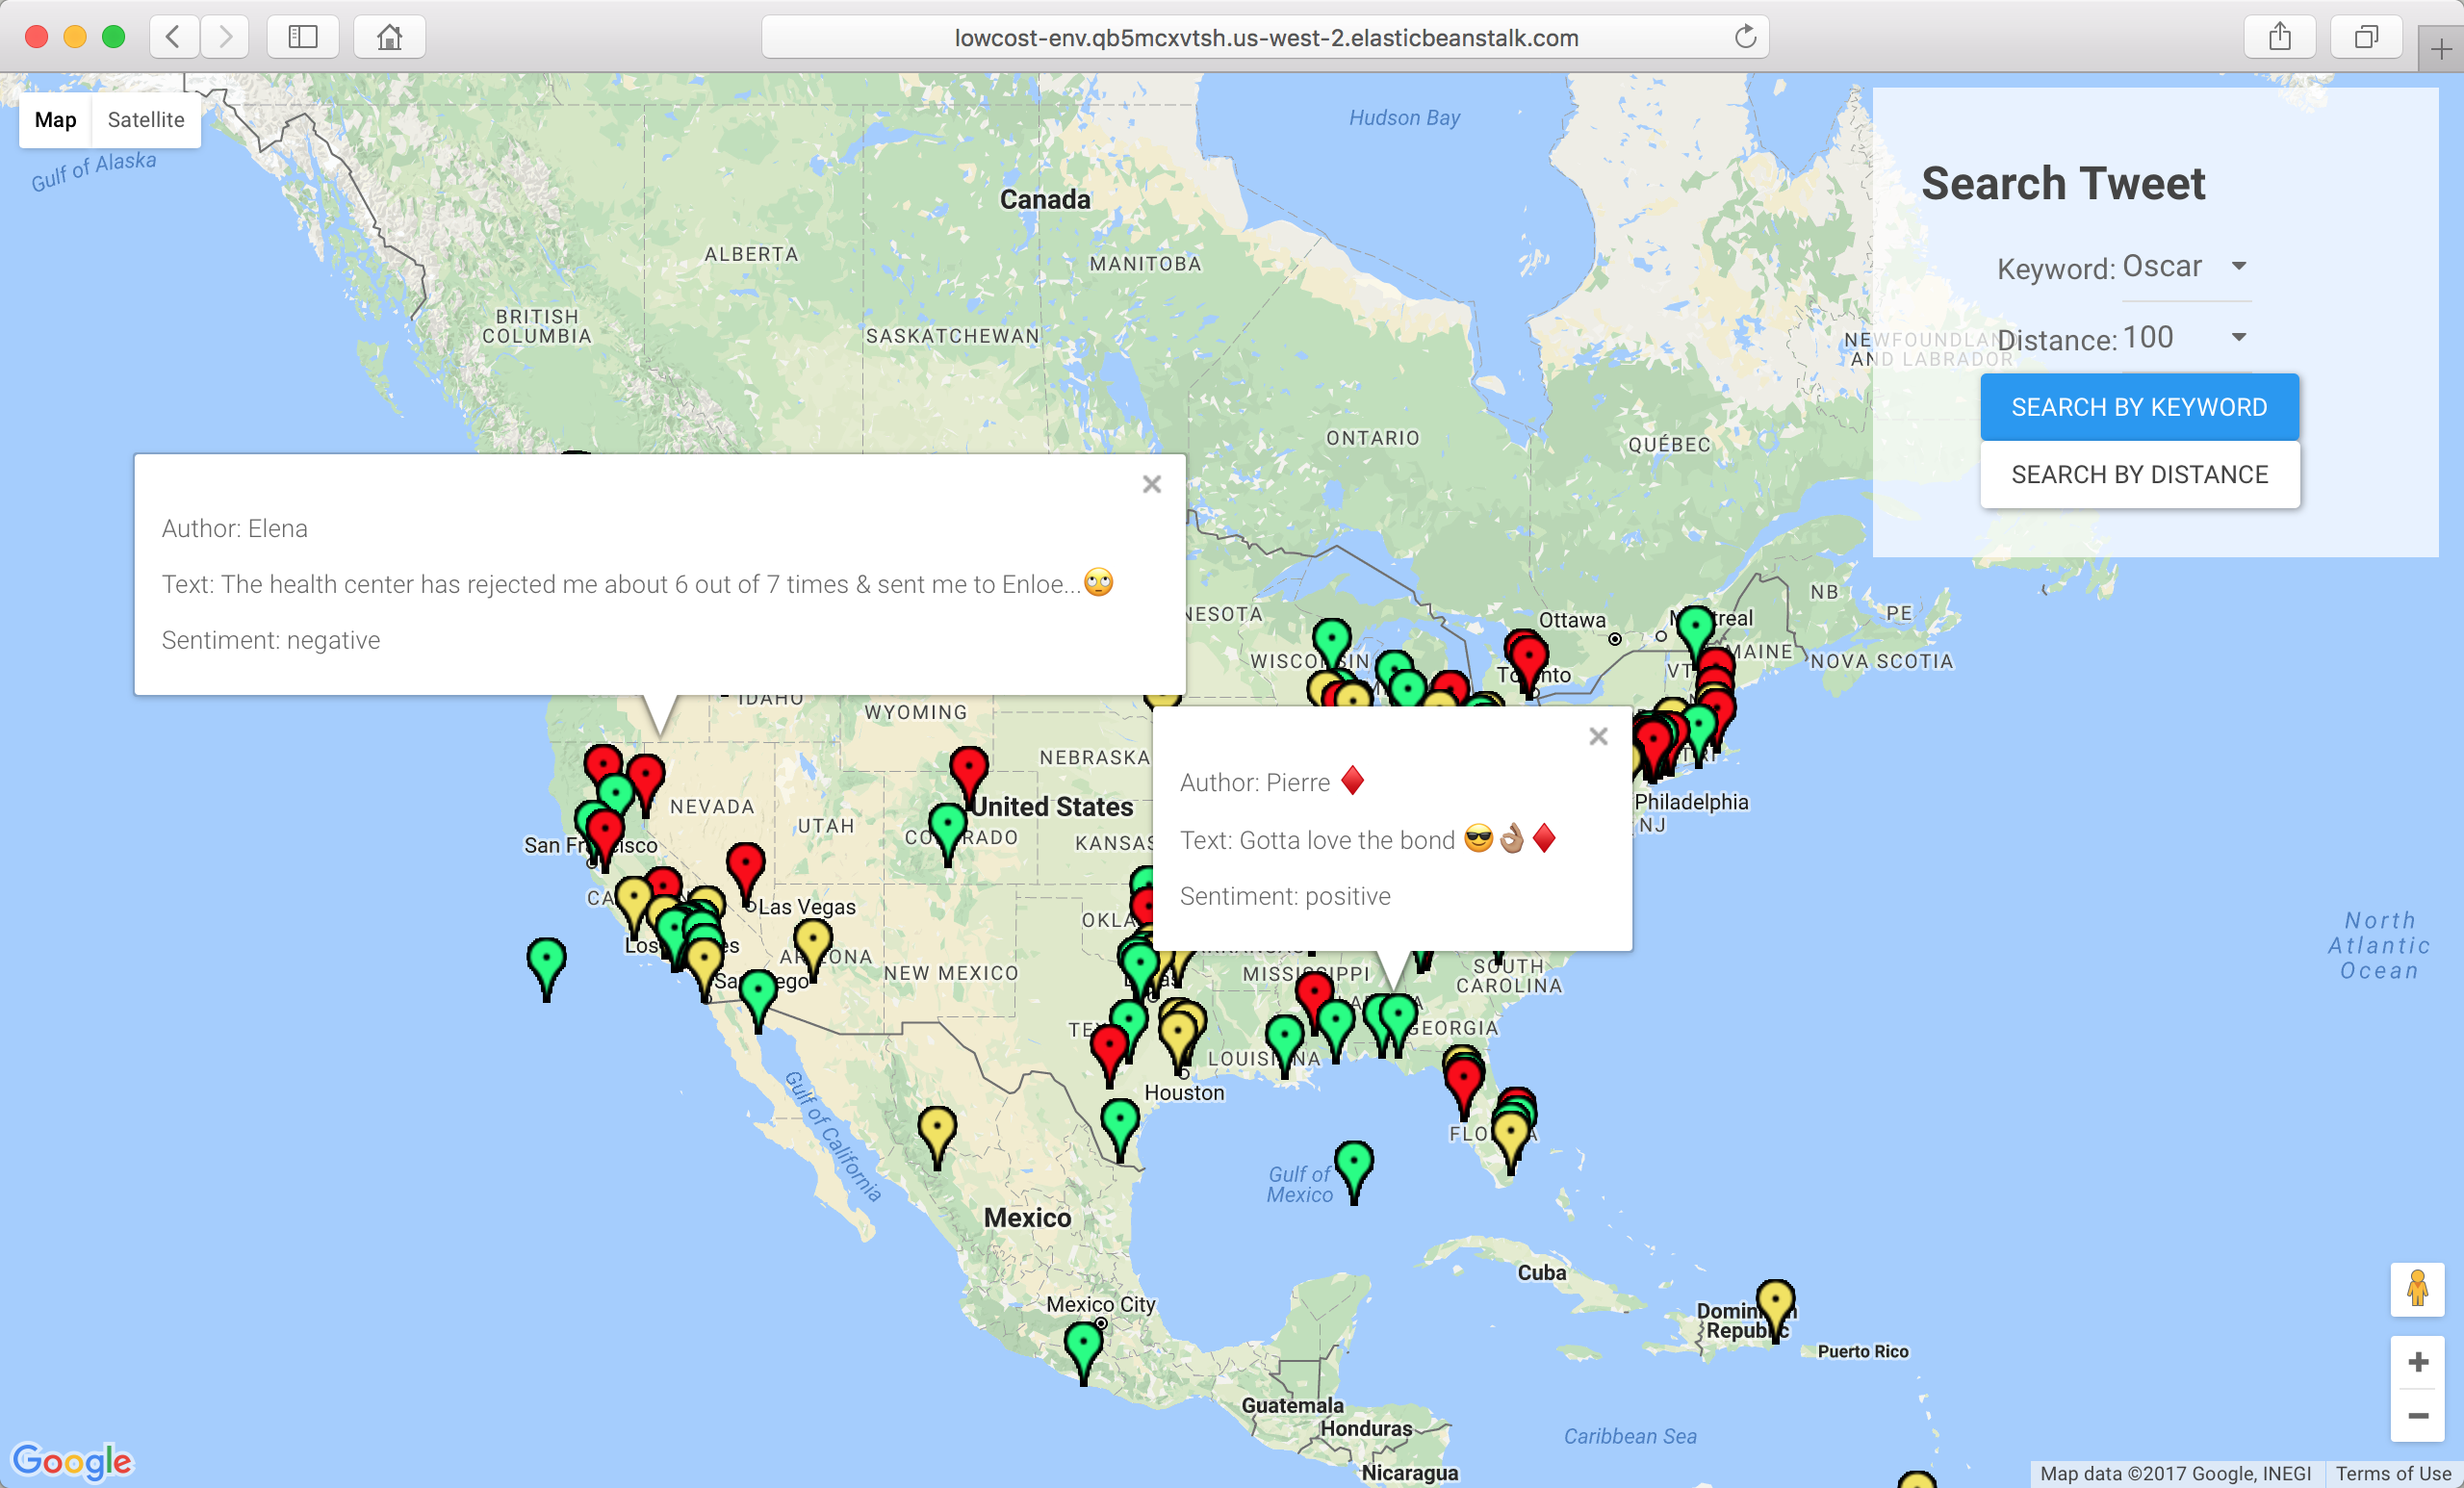 lowcost-env.qb5mcxvtsh.us-west-2.elasticbeanstalk.com
Map Satellite
Gulf of Alaska
Hudson Bay
Canada
ALBERTA
MANITOBA
BRITISH
COLUMBIA
SASKATCHEWAN
ONTARIO
QUÉBEC
NEWFOUNDLAN
AND LABRADOR
Search Tweet
Keyword: Oscar
Distance: 100
SEARCH BY KEYWORD
SEARCH BY DISTANCE
Author: Elena
Text: The health center has rejected me about 6 out of 7 times & sent me to Enloe...🙄
Sentiment: negative
NESOTA
WISCONSIN
Ottawa
Montreal
NB
PE
MAINE
NOVA SCOTIA
VT
Toronto
IDAHO
WYOMING
NEBRASKA
NEVADA
UTAH
United States
COLORADO
KANSAS
San Francisco
Philadelphia
NJ
Author: Pierre ♦️
Text: Gotta love the bond 😎👌🏽♦️
Sentiment: positive
CA
Las Vegas
Los Angeles
ARIZONA
OKLA
NEW MEXICO
San Diego
Dallas
MISSISSIPPI
SOUTH
CAROLINA
GEORGIA
TEX
LOUISIANA
Houston
FLORIDA
Gulf of California
Gulf of
Mexico
Mexico
Mexico City
Cuba
Dominican
Republic
Puerto Rico
Guatemala
Honduras
Nicaragua
Caribbean Sea
North
Atlantic
Ocean
Google
Map data ©2017 Google, INEGI Terms of Use